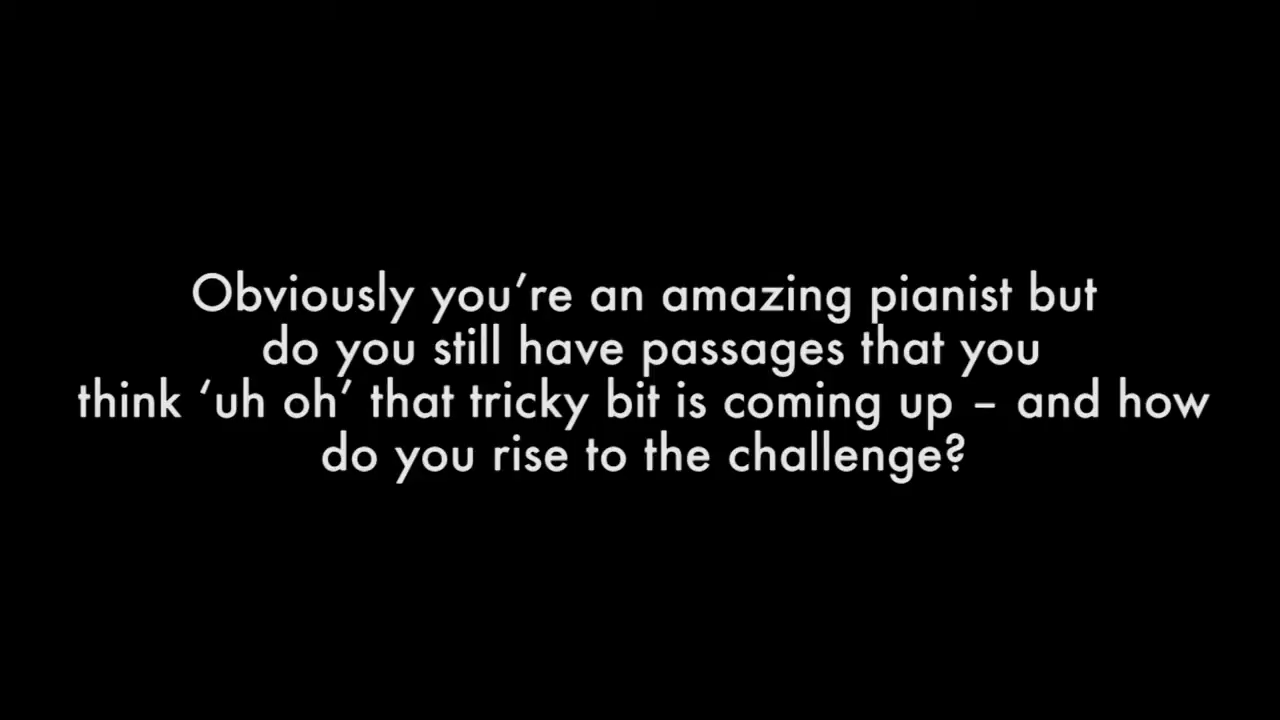 Obviously you’re an amazing pianist but
do you still have passages that you
think ‘uh oh’ that tricky bit is coming up – and how
do you rise to the challenge?